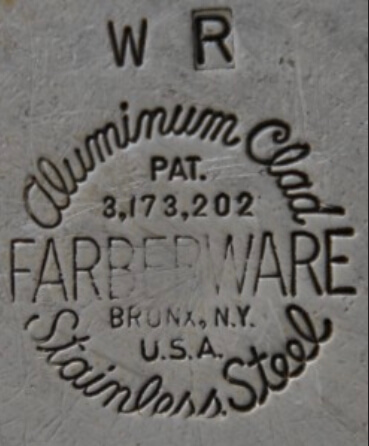 W R
Aluminum Clad
PAT.
3,173,202
FARBERWARE
BRONX, N.Y.
U.S.A.
Stainless Steel